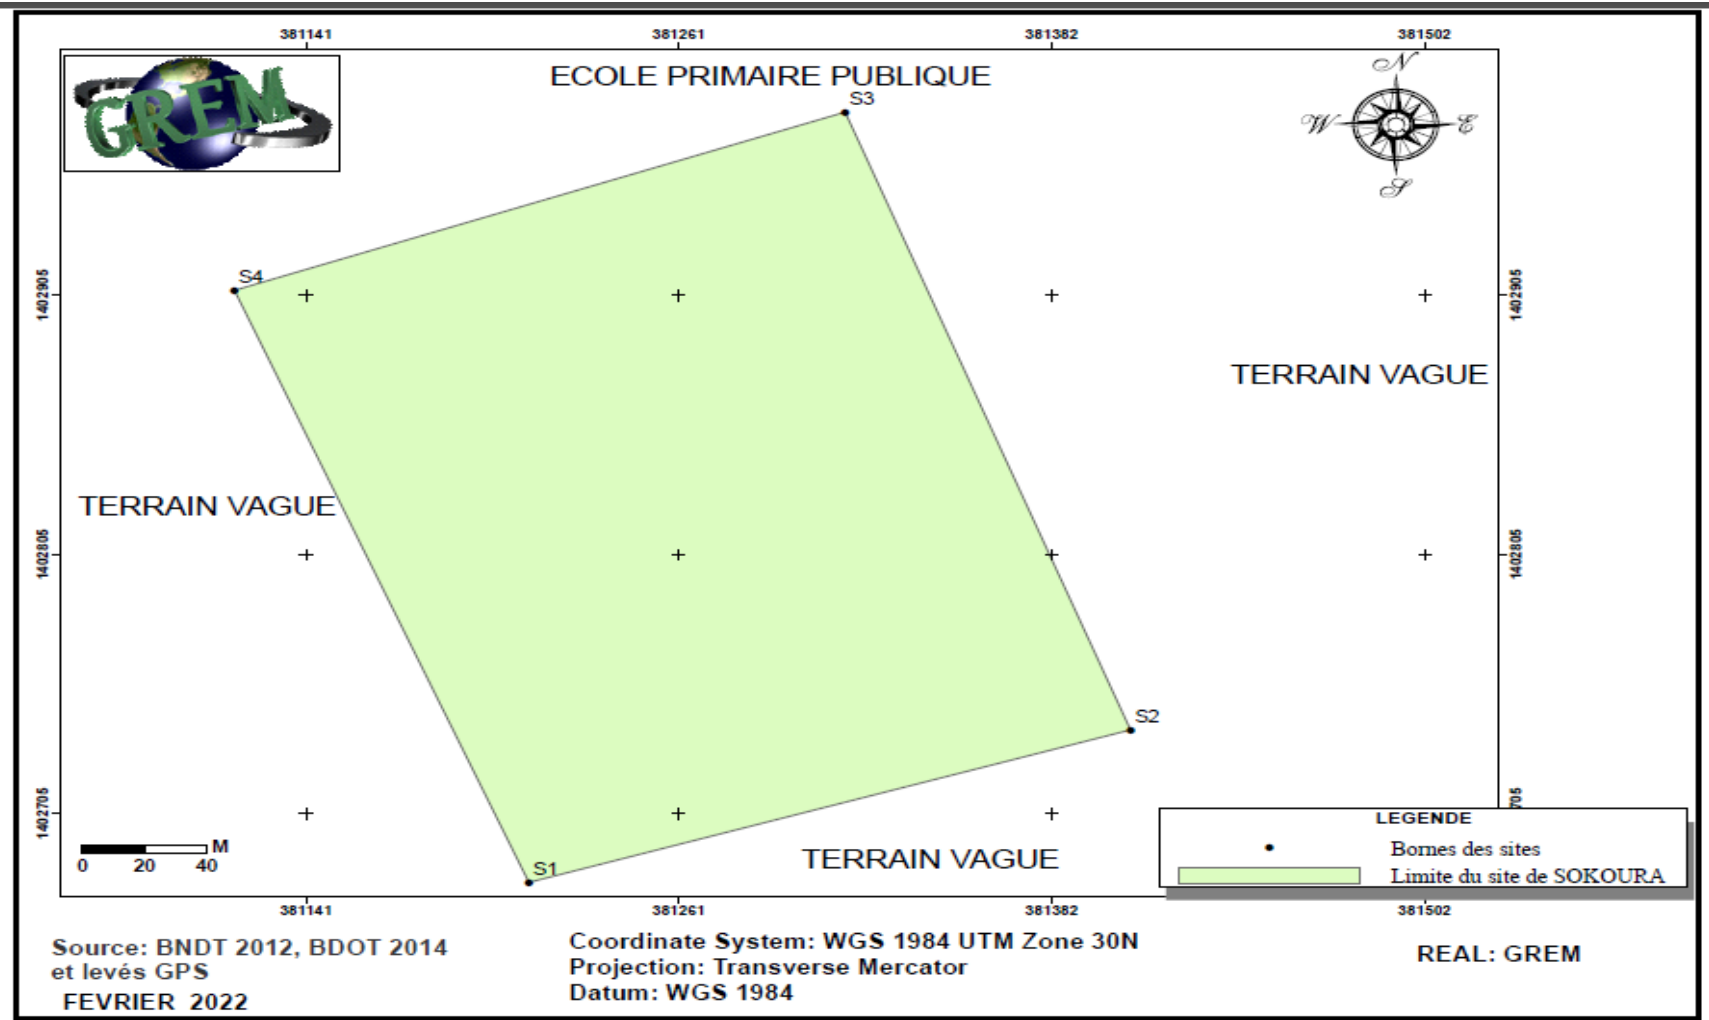 381141 381261 381382 381502
GREM
ECOLE PRIMAIRE PUBLIQUE
S3
N
W E
S
S4
1402905 1402905
TERRAIN VAGUE
TERRAIN VAGUE
1402805 1402805
S2
1402705 705
LEGENDE
Bornes des sites
Limite du site de SOKOURA
M
0 20 40
TERRAIN VAGUE
S1
381141 381261 381382 381502
Source: BNDT 2012, BDOT 2014
et levés GPS
FEVRIER 2022
Coordinate System: WGS 1984 UTM Zone 30N
Projection: Transverse Mercator
Datum: WGS 1984
REAL: GREM